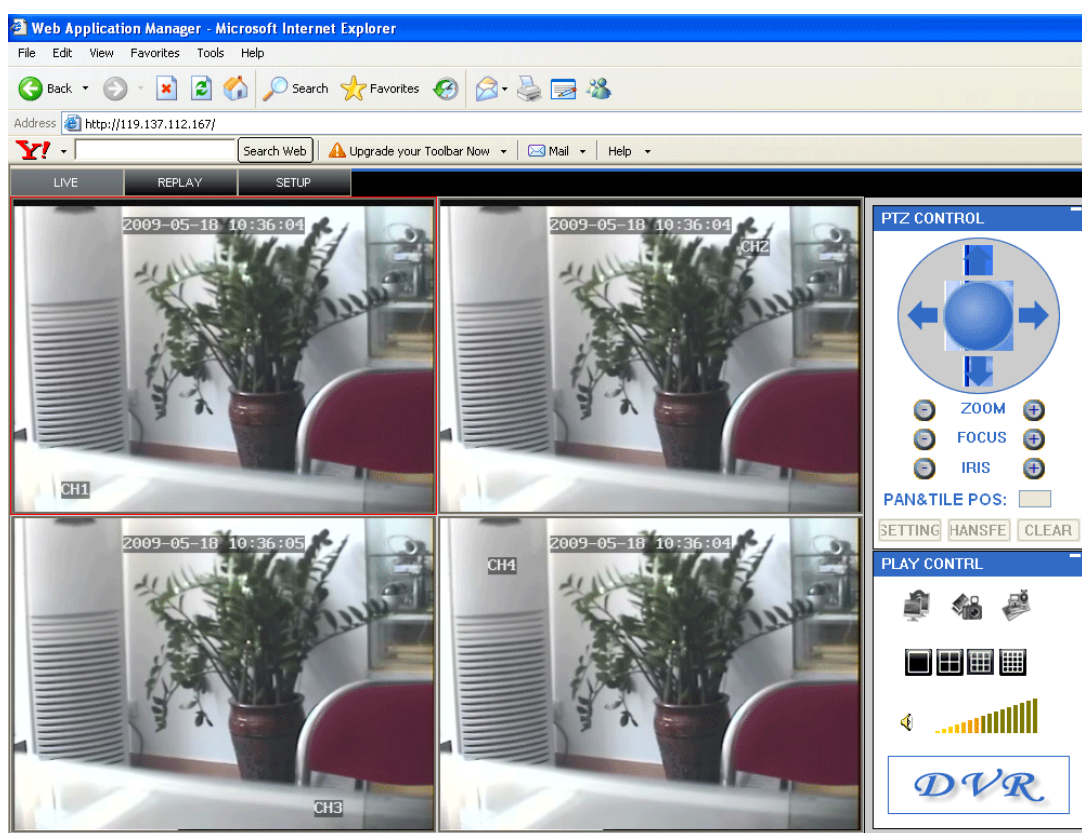 Web Application Manager - Microsoft Internet Explorer
File Edit View Favorites Tools Help
Back Search Favorites
Address http://119.137.112.167/
Y! Search Web Upgrade your Toolbar Now Mail Help
LIVE REPLAY SETUP
2009-05-18 10:36:04
CH1
2009-05-18 10:36:04
CH2
2009-05-18 10:36:05
CH3
2009-05-18 10:36:04
CH4
PTZ CONTROL
ZOOM
FOCUS
IRIS
PAN&TILE POS:
SETTING HANSFE CLEAR
PLAY CONTRL
DVR